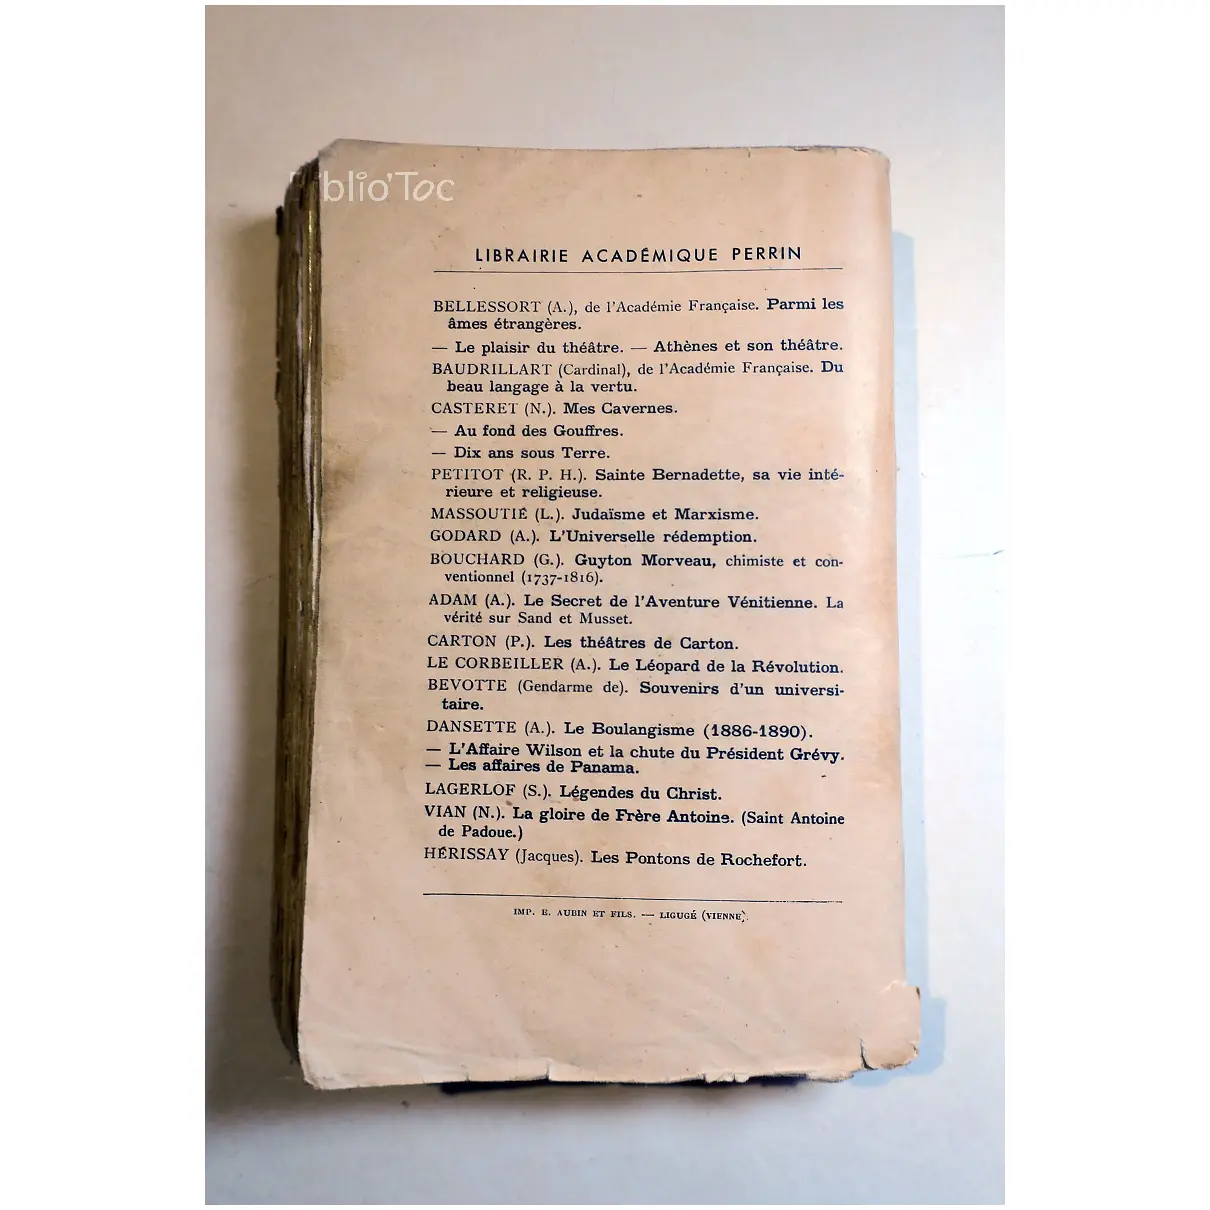 blio'Toc
LIBRAIRIE ACADÉMIQUE PERRIN
BELLESSORT (A.), de l'Académie Française. Parmi les
âmes étrangères.
— Le plaisir du théâtre. — Athènes et son théâtre.
BAUDRILLART (Cardinal), de l'Académie Française. Du
beau langage à la vertu.
CASTERET (N.). Mes Cavernes.
— Au fond des Gouffres.
— Dix ans sous Terre.
PETITOT (R. P. H.). Sainte Bernadette, sa vie inté-
rieure et religieuse.
MASSOUTIÉ (L.). Judaïsme et Marxisme.
GODARD (A.). L'Universelle rédemption.
BOUCHARD (G.). Guyton Morveau, chimiste et con-
ventionnel (1737-1816).
ADAM (A.). Le Secret de l'Aventure Vénitienne. La
vérité sur Sand et Musset.
CARTON (P.). Les théâtres de Carton.
LE CORBEILLER (A.). Le Léopard de la Révolution.
BEVOTTE (Gendarme de). Souvenirs d'un universi-
taire.
DANSETTE (A.). Le Boulangisme (1886-1890).
— L'Affaire Wilson et la chute du Président Grévy.
— Les affaires de Panama.
LAGERLOF (S.). Légendes du Christ.
VIAN (N.). La gloire de Frère Antoine. (Saint Antoine
de Padoue.)
HÉRISSAY (Jacques). Les Pontons de Rochefort.
IMP. E. AUBIN ET FILS. — LIGUGÉ (VIENNE).